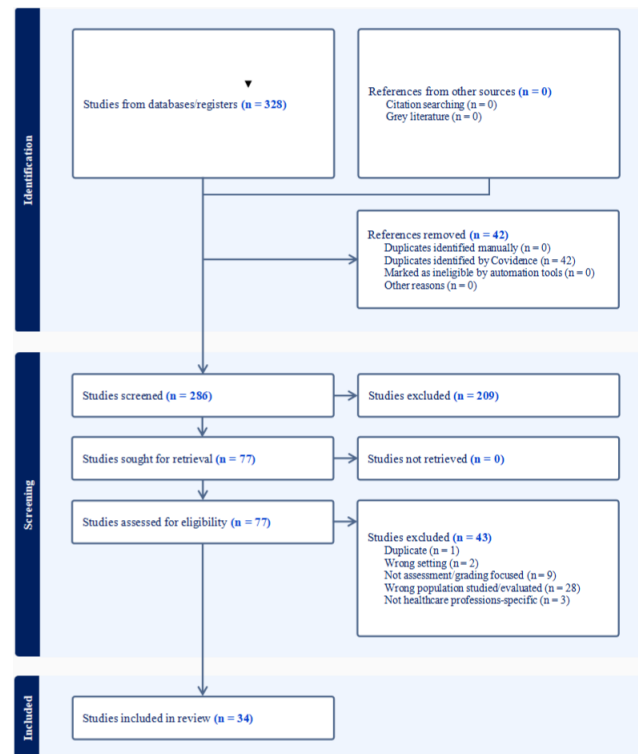 Identification
Studies from databases/registers (n = 328)
References from other sources (n = 0)
Citation searching (n = 0)
Grey literature (n = 0)
References removed (n = 42)
Duplicates identified manually (n = 0)
Duplicates identified by Covidence (n = 42)
Marked as ineligible by automation tools (n = 0)
Other reasons (n = 0)
Screening
Studies screened (n = 286)
Studies excluded (n = 209)
Studies sought for retrieval (n = 77)
Studies not retrieved (n = 0)
Studies assessed for eligibility (n = 77)
Studies excluded (n = 43)
Duplicate (n = 1)
Wrong setting (n = 2)
Not assessment/grading focused (n = 9)
Wrong population studied/evaluated (n = 28)
Not healthcare professions-specific (n = 3)
Included
Studies included in review (n = 34)